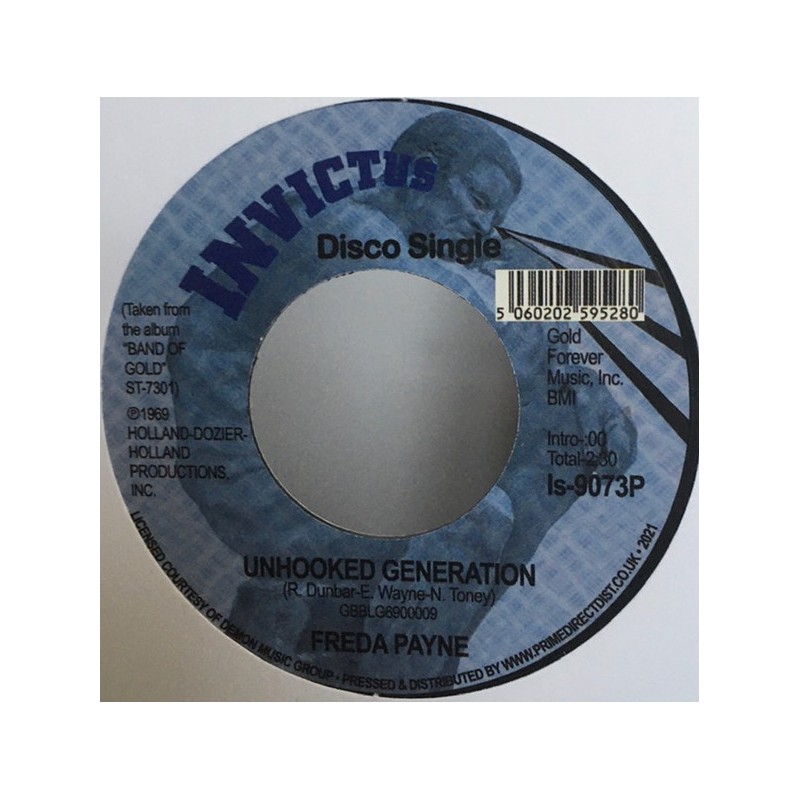 INVICTUS
Disco Single
5 060202 595280
(Taken from
the album
"BAND OF
GOLD"
ST-7301)
℗1969
HOLLAND-DOZIER-
HOLLAND
PRODUCTIONS,
INC.
Gold
Forever
Music, Inc.
BMI
Intro-:00
Total-2:30
Is-9073P
UNHOOKED GENERATION
(R. Dunbar-E. Wayne-N. Toney)
GBBLG6900009
FREDA PAYNE
LICENSED COURTESY OF DEMON MUSIC GROUP • PRESSED & DISTRIBUTED BY WWW.PRIMEDIRECTDIST.CO.UK • 2021